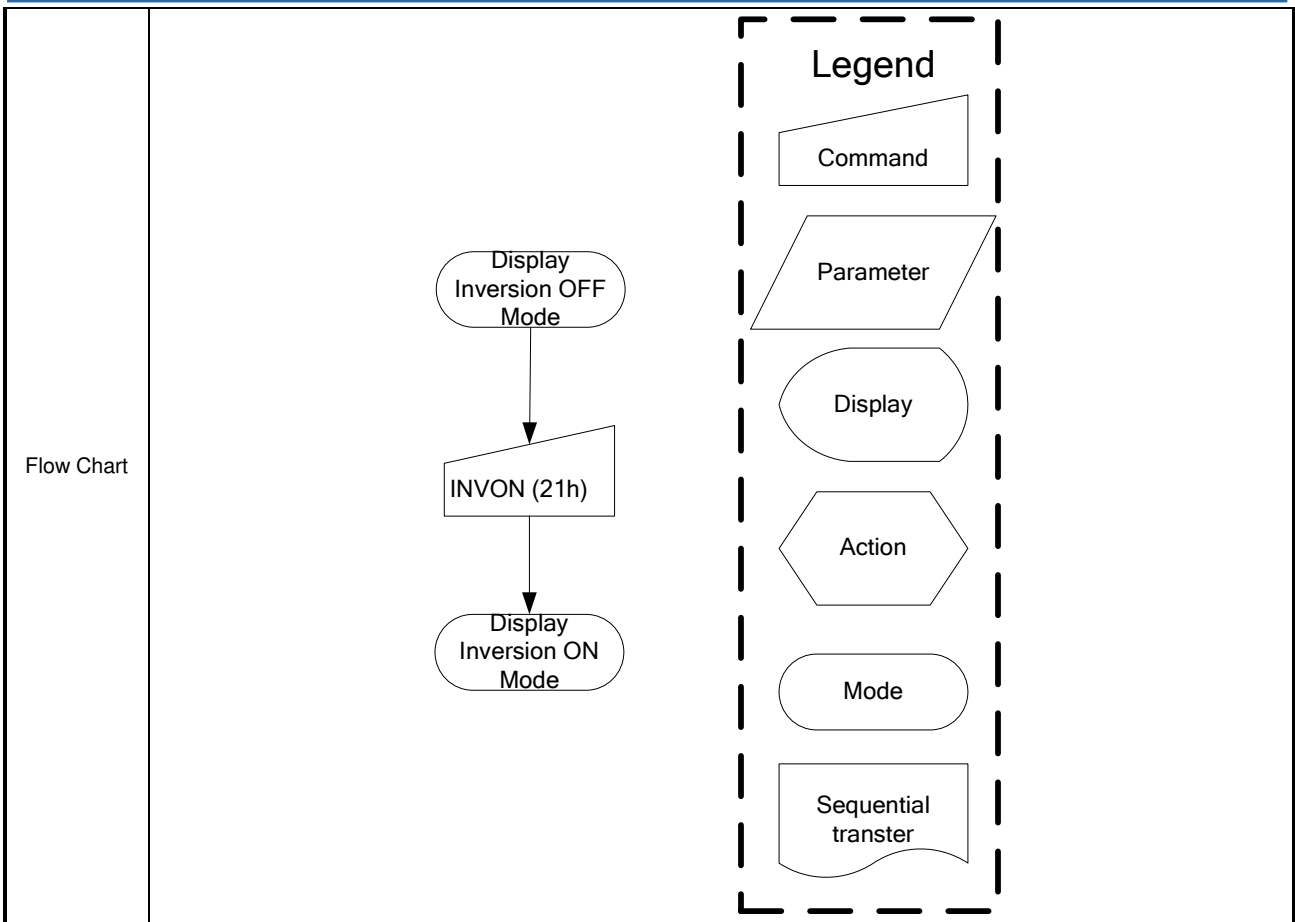 Flow Chart
Display
Inversion OFF
Mode
INVON (21h)
Display
Inversion ON
Mode
Legend
Command
Parameter
Display
Action
Mode
Sequential
transter